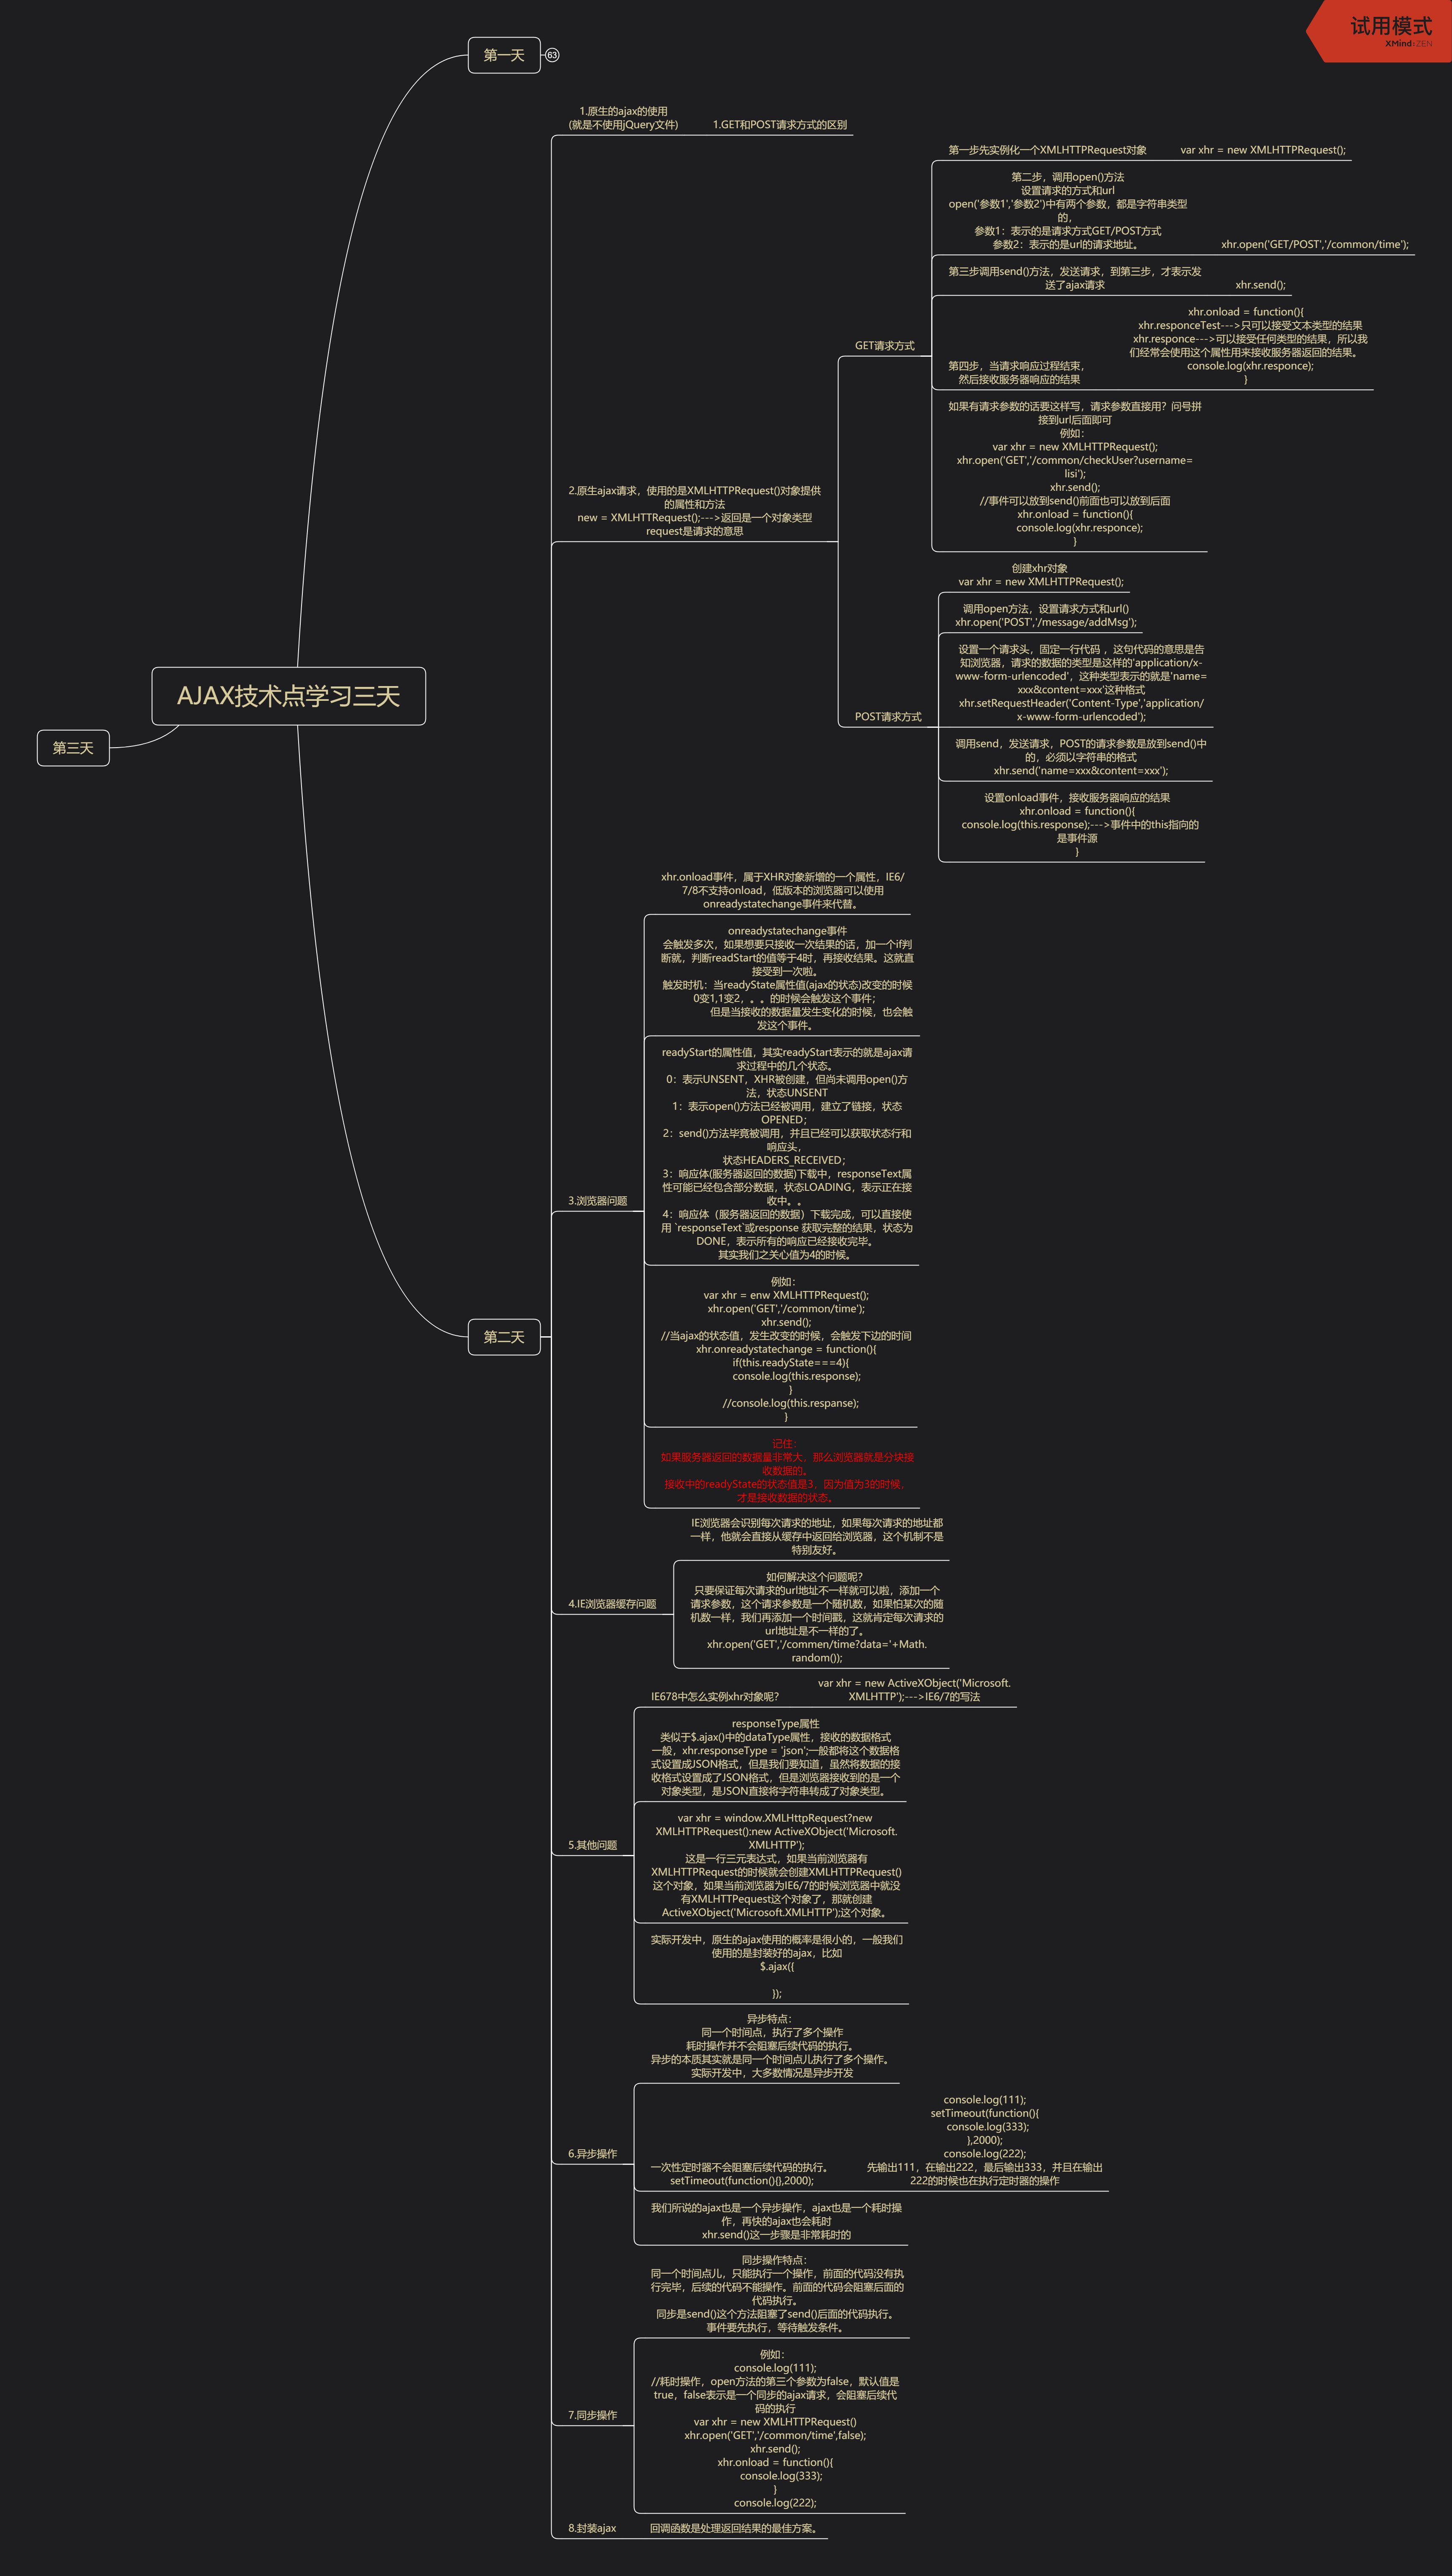 试用模式
XMind:ZEN
第一天
63
AJAX技术点学习三天
第三天
第二天
1.原生的ajax的使用
(就是不使用jQuery文件)
1.GET和POST请求方式的区别
2.原生ajax请求，使用的是XMLHTTPRequest()对象提供
的属性和方法
new = XMLHTTRequest();--->返回是一个对象类型
request是请求的意思
GET请求方式
第一步先实例化一个XMLHTTPRequest对象
var xhr = new XMLHTTPRequest();
第二步，调用open()方法
设置请求的方式和url
open('参数1','参数2')中有两个参数，都是字符串类型
的，
参数1：表示的是请求方式GET/POST方式
参数2：表示的是url的请求地址。
xhr.open('GET/POST','/common/time');
第三步调用send()方法，发送请求，到第三步，才表示发
送了ajax请求
xhr.send();
第四步，当请求响应过程结束，
然后接收服务器响应的结果
xhr.onload = function(){
xhr.responceTest--->只可以接受文本类型的结果
xhr.responce--->可以接受任何类型的结果，所以我
们经常会使用这个属性用来接收服务器返回的结果。
console.log(xhr.responce);
}
如果有请求参数的话要这样写，请求参数直接用？问号拼
接到url后面即可
例如：
var xhr = new XMLHTTPRequest();
xhr.open('GET','/common/checkUser?username=
lisi');
xhr.send();
//事件可以放到send()前面也可以放到后面
xhr.onload = function(){
console.log(xhr.responce);
}
POST请求方式
创建xhr对象
var xhr = new XMLHTTPRequest();
调用open方法，设置请求方式和url()
xhr.open('POST','/message/addMsg');
设置一个请求头，固定一行代码 ，这句代码的意思是告
知浏览器，请求的数据的类型是这样的'application/x-
www-form-urlencoded'，这种类型表示的就是'name=
xxx&content=xxx'这种格式
xhr.setRequestHeader('Content-Type','application/
x-www-form-urlencoded');
调用send，发送请求，POST的请求参数是放到send()中
的，必须以字符串的格式
xhr.send('name=xxx&content=xxx');
设置onload事件，接收服务器响应的结果
xhr.onload = function(){
console.log(this.response);--->事件中的this指向的
是事件源
}
3.浏览器问题
xhr.onload事件，属于XHR对象新增的一个属性，IE6/
7/8不支持onload，低版本的浏览器可以使用
onreadystatechange事件来代替。
onreadystatechange事件
会触发多次，如果想要只接收一次结果的话，加一个if判
断就，判断readStart的值等于4时，再接收结果。这就直
接受到一次啦。
触发时机：当readyState属性值(ajax的状态)改变的时候
0变1,1变2，。。的时候会触发这个事件；
但是当接收的数据量发生变化的时候，也会触
发这个事件。
readyStart的属性值，其实readyStart表示的就是ajax请
求过程中的几个状态。
0：表示UNSENT，XHR被创建，但尚未调用open()方
法，状态UNSENT
1：表示open()方法已经被调用，建立了链接，状态
OPENED；
2：send()方法毕竟被调用，并且已经可以获取状态行和
响应头，
状态HEADERS_RECEIVED；
3：响应体(服务器返回的数据)下载中，responseText属
性可能已经包含部分数据，状态LOADING，表示正在接
收中。。
4：响应体（服务器返回的数据）下载完成，可以直接使
用 `responseText`或response 获取完整的结果，状态为
DONE，表示所有的响应已经接收完毕。
其实我们之关心值为4的时候。
例如：
var xhr = enw XMLHTTPRequest();
xhr.open('GET','/common/time');
xhr.send();
//当ajax的状态值，发生改变的时候，会触发下边的时间
xhr.onreadystatechange = function(){
if(this.readyState===4){
console.log(this.response);
}
//console.log(this.respanse);
}
记住：
如果服务器返回的数据量非常大，那么浏览器就是分块接
收数据的。
接收中的readyState的状态值是3，因为值为3的时候，
才是接收数据的状态。
4.IE浏览器缓存问题
IE浏览器会识别每次请求的地址，如果每次请求的地址都
一样，他就会直接从缓存中返回给浏览器，这个机制不是
特别友好。
如何解决这个问题呢？
只要保证每次请求的url地址不一样就可以啦，添加一个
请求参数，这个请求参数是一个随机数，如果怕某次的随
机数一样，我们再添加一个时间戳，这就肯定每次请求的
url地址是不一样的了。
xhr.open('GET','/commen/time?data='+Math.
random());
5.其他问题
IE678中怎么实例xhr对象呢？
var xhr = new ActiveXObject('Microsoft.
XMLHTTP');--->IE6/7的写法
responseType属性
类似于$.ajax()中的dataType属性，接收的数据格式
一般，xhr.responseType = 'json';一般都将这个数据格
式设置成JSON格式，但是我们要知道，虽然将数据的接
收格式设置成了JSON格式，但是浏览器接收到的是一个
对象类型，是JSON直接将字符串转成了对象类型。
var xhr = window.XMLHttpRequest?new
XMLHTTPRequest():new ActiveXObject('Microsoft.
XMLHTTP');
这是一行三元表达式，如果当前浏览器有
XMLHTTPRequest的时候就会创建XMLHTTPRequest()
这个对象，如果当前浏览器为IE6/7的时候浏览器中就没
有XMLHTTPequest这个对象了，那就创建
ActiveXObject('Microsoft.XMLHTTP');这个对象。
实际开发中，原生的ajax使用的概率是很小的，一般我们
使用的是封装好的ajax，比如
$.ajax({
});
6.异步操作
异步特点：
同一个时间点，执行了多个操作
耗时操作并不会阻塞后续代码的执行。
异步的本质其实就是同一个时间点儿执行了多个操作。
实际开发中，大多数情况是异步开发
一次性定时器不会阻塞后续代码的执行。
setTimeout(function(){},2000);
console.log(111);
setTimeout(function(){
console.log(333);
},2000);
console.log(222);
先输出111，在输出222，最后输出333，并且在输出
222的时候也在执行定时器的操作
我们所说的ajax也是一个异步操作，ajax也是一个耗时操
作，再快的ajax也会耗时
xhr.send()这一步骤是非常耗时的
7.同步操作
同步操作特点：
同一个时间点儿，只能执行一个操作，前面的代码没有执
行完毕，后续的代码不能操作。前面的代码会阻塞后面的
代码执行。
同步是send()这个方法阻塞了send()后面的代码执行。
事件要先执行，等待触发条件。
例如：
console.log(111);
//耗时操作，open方法的第三个参数为false，默认值是
true，false表示是一个同步的ajax请求，会阻塞后续代
码的执行
var xhr = new XMLHTTPRequest()
xhr.open('GET','/common/time',false);
xhr.send();
xhr.onload = function(){
console.log(333);
}
console.log(222);
8.封装ajax
回调函数是处理返回结果的最佳方案。